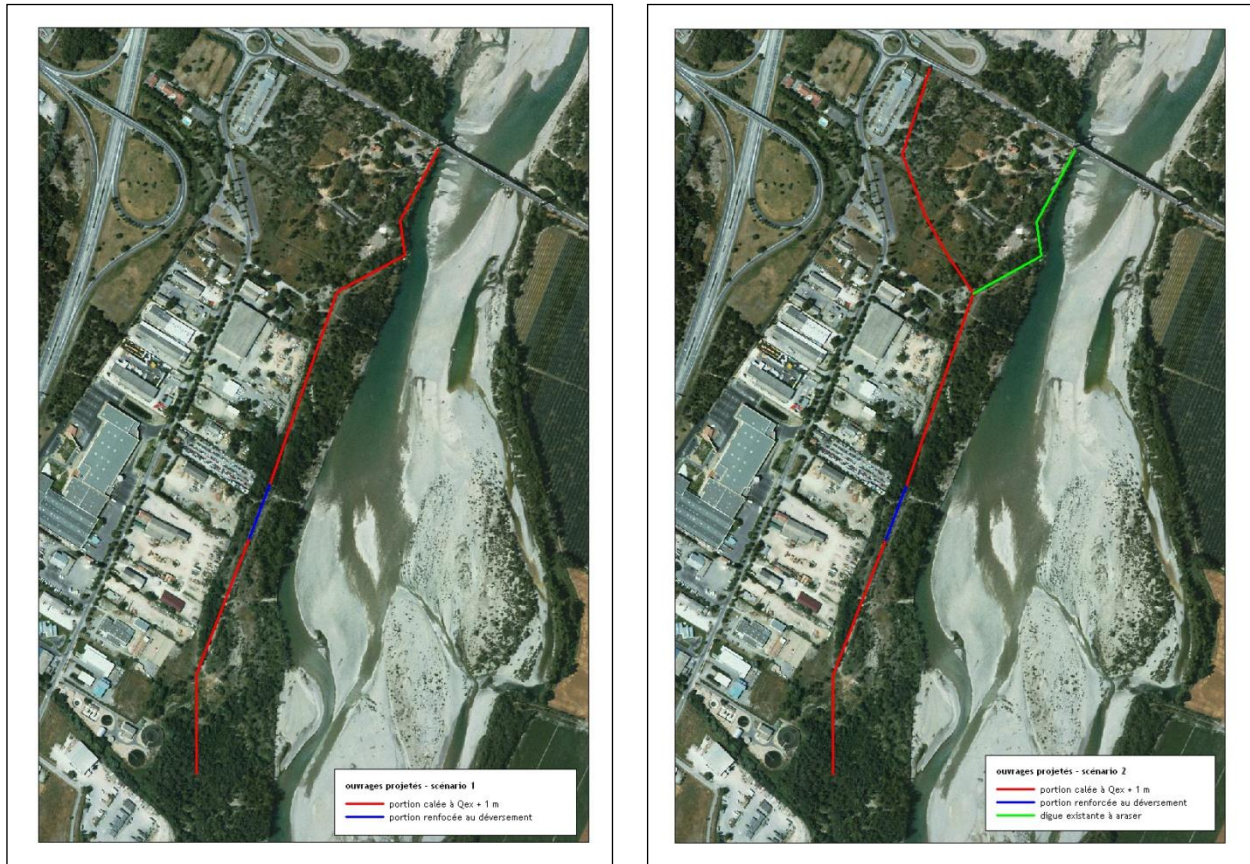 ouvrages projetés - scénario 1
portion calée à Qex + 1 m
portion renfocée au déversement
ouvrages projetés - scénario 2
portion calée à Qex + 1 m
portion renforcée au déversement
digue existante à araser